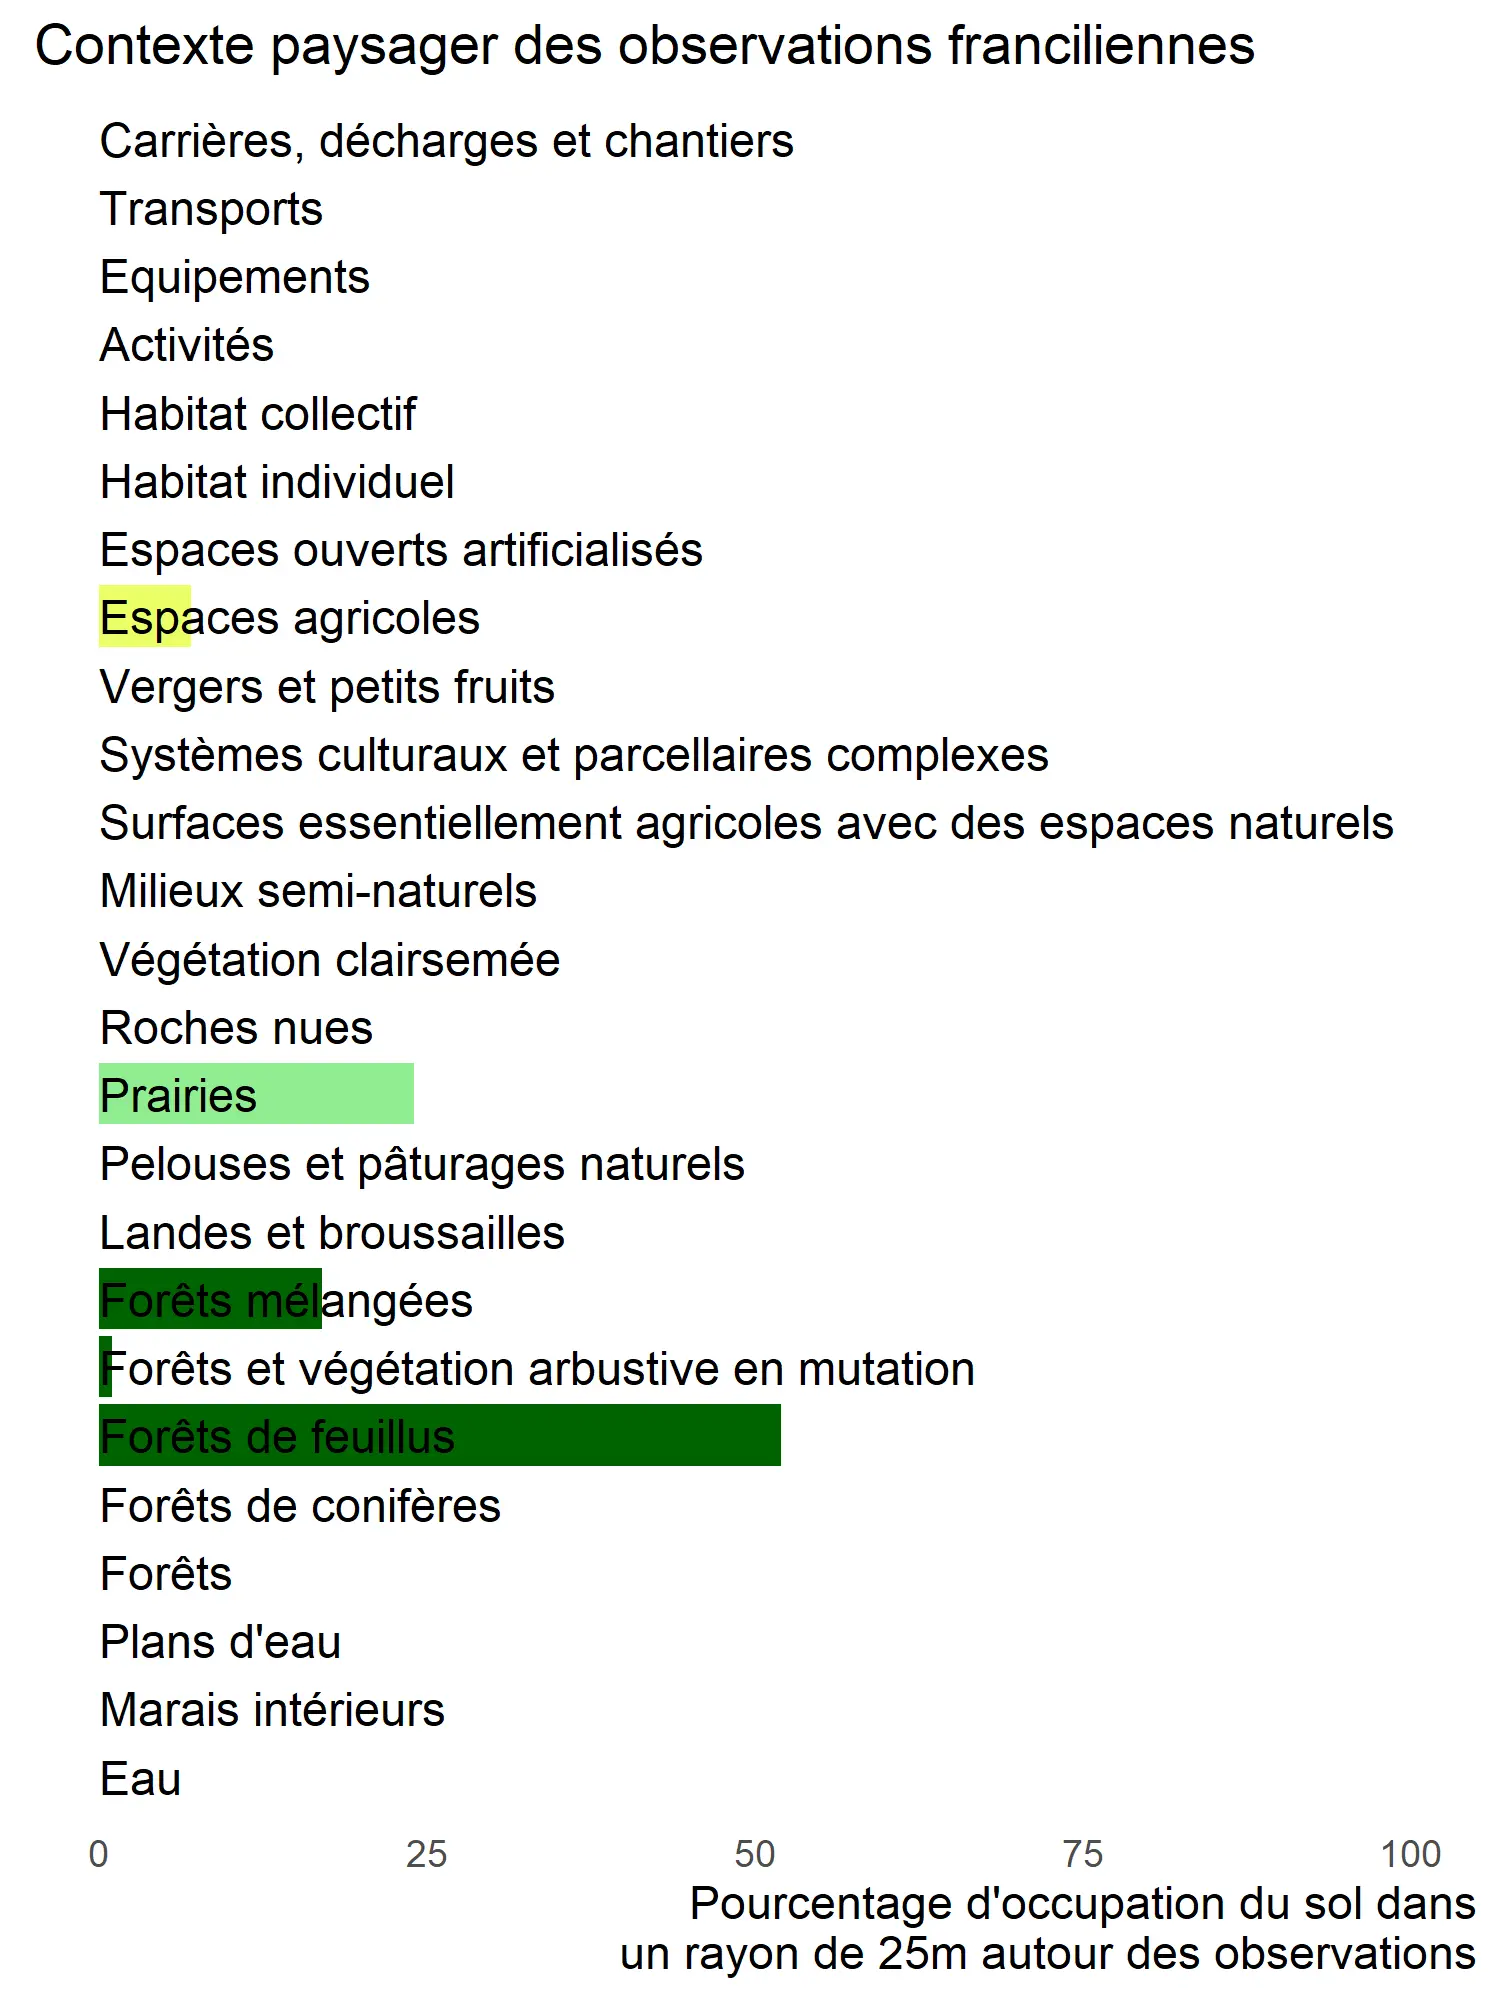 Contexte paysager des observations franciliennes
Carrières, décharges et chantiers
Transports
Equipements
Activités
Habitat collectif
Habitat individuel
Espaces ouverts artificialisés
Espaces agricoles
Vergers et petits fruits
Systèmes culturaux et parcellaires complexes
Surfaces essentiellement agricoles avec des espaces naturels
Milieux semi-naturels
Végétation clairsemée
Roches nues
Prairies
Pelouses et pâturages naturels
Landes et broussailles
Forêts mélangées
Forêts et végétation arbustive en mutation
Forêts de feuillus
Forêts de conifères
Forêts
Plans d'eau
Marais intérieurs
Eau
0 25 50 75 100
Pourcentage d'occupation du sol dans
un rayon de 25m autour des observations